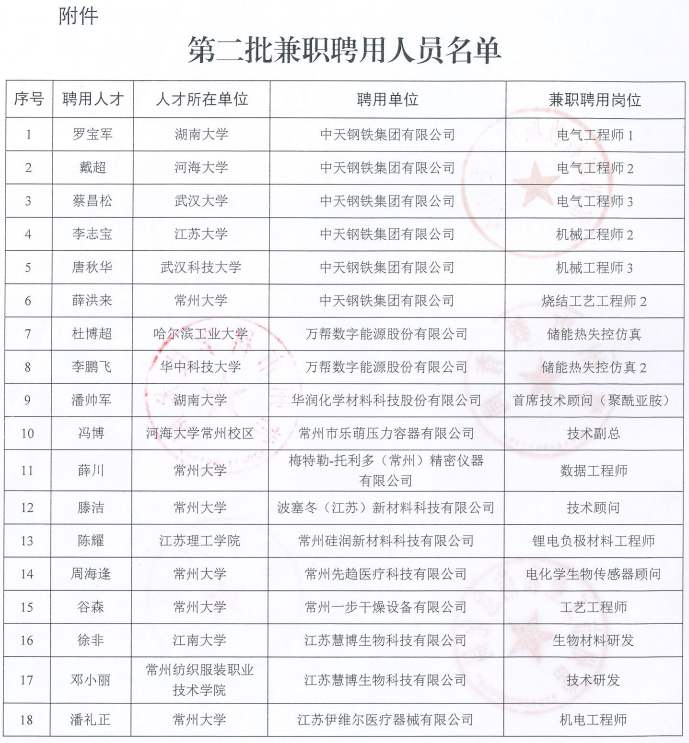 附件
第二批兼职聘用人员名单
序号 聘用人才 人才所在单位 聘用单位 兼职聘用岗位
1 罗宝军 湖南大学 中天钢铁集团有限公司 电气工程师1
2 戴超 河海大学 中天钢铁集团有限公司 电气工程师2
3 蔡昌松 武汉大学 中天钢铁集团有限公司 电气工程师3
4 李志宝 江苏大学 中天钢铁集团有限公司 机械工程师2
5 唐秋华 武汉科技大学 中天钢铁集团有限公司 机械工程师3
6 薛洪来 常州大学 中天钢铁集团有限公司 烧结工艺工程师2
7 杜博超 哈尔滨工业大学 万帮数字能源股份有限公司 储能热失控仿真
8 李鹏飞 华中科技大学 万帮数字能源股份有限公司 储能热失控仿真2
9 潘帅军 湖南大学 华润化学材料科技股份有限公司 首席技术顾问（聚酰亚胺）
10 冯博 河海大学常州校区 常州市乐萌压力容器有限公司 技术副总
11 薛川 常州大学 梅特勒-托利多（常州）精密仪器
有限公司 数据工程师
12 滕洁 常州大学 波塞冬（江苏）新材料科技有限公司 技术顾问
13 陈耀 江苏理工学院 常州硅润新材料科技有限公司 锂电负极材料工程师
14 周海逢 常州大学 常州先趋医疗科技有限公司 电化学生物传感器顾问
15 谷森 常州大学 常州一步干燥设备有限公司 工艺工程师
16 徐非 江南大学 江苏慧博生物科技有限公司 生物材料研发
17 邓小丽 常州纺织服装职业
技术学院 江苏慧博生物科技有限公司 技术研发
18 潘礼正 常州大学 江苏伊维尔医疗器械有限公司 机电工程师